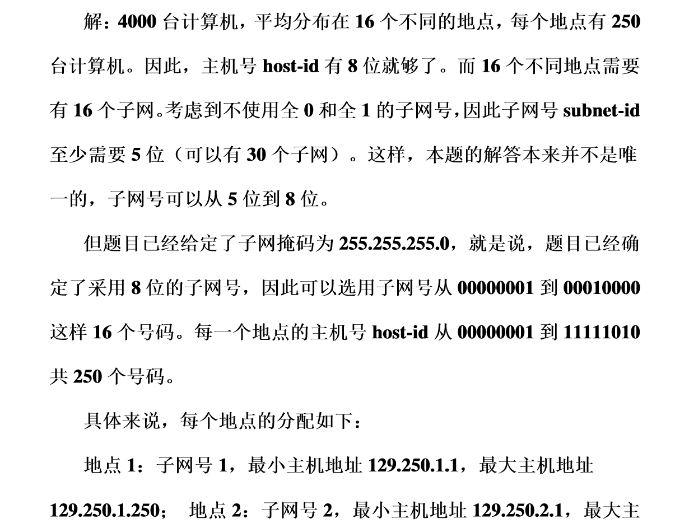 解：4000 台计算机，平均分布在 16 个不同的地点，每个地点有 250
台计算机。因此，主机号 host-id 有 8 位就够了。而 16 个不同地点需要
有 16 个子网。考虑到不使用全 0 和全 1 的子网号，因此子网号 subnet-id
至少需要 5 位（可以有 30 个子网）。这样，本题的解答本来并不是唯
一的，子网号可以从 5 位到 8 位。
但题目已经给定了子网掩码为 255.255.255.0，就是说，题目已经确
定了采用 8 位的子网号，因此可以选用子网号从 00000001 到 00010000
这样 16 个号码。每一个地点的主机号 host-id 从 00000001 到 11111010
共 250 个号码。
具体来说，每个地点的分配如下：
地点 1：子网号 1，最小主机地址 129.250.1.1，最大主机地址
129.250.1.250； 地点 2：子网号 2，最小主机地址 129.250.2.1，最大主